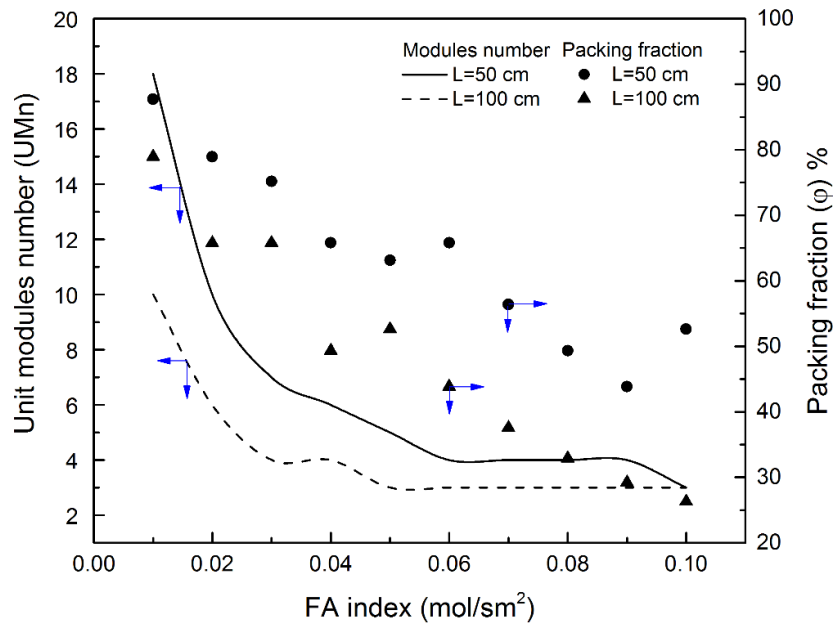 Modules number Packing fraction
L=50 cm L=50 cm
L=100 cm L=100 cm
Unit modules number (UMn)
20
18
16
14
12
10
8
6
4
2
Packing fraction (φ) %
100
90
80
70
60
50
40
30
20
0.00 0.02 0.04 0.06 0.08 0.10
FA index (mol/sm²)